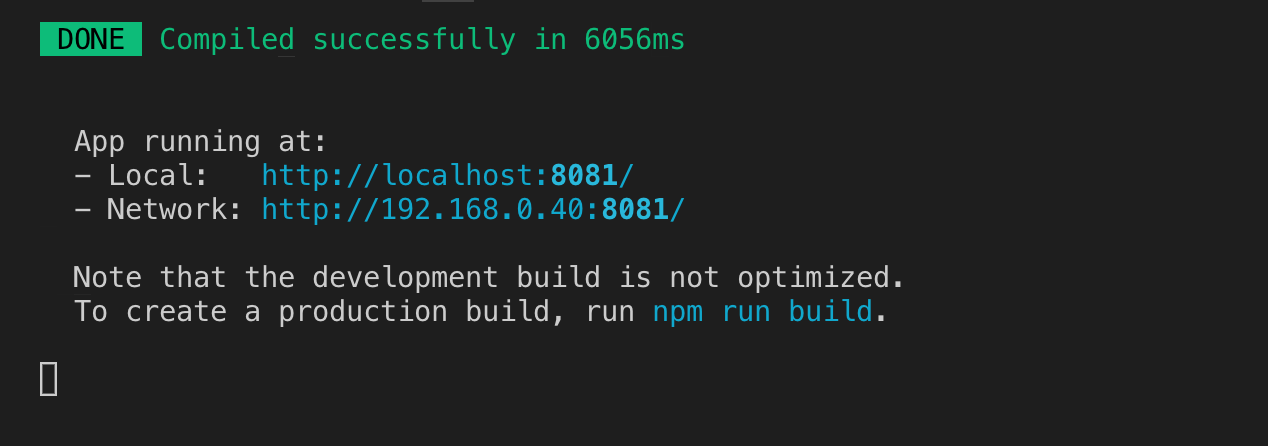 DONE Compiled successfully in 6056ms
App running at:
- Local: http://localhost:8081/
- Network: http://192.168.0.40:8081/
Note that the development build is not optimized.
To create a production build, run npm run build.